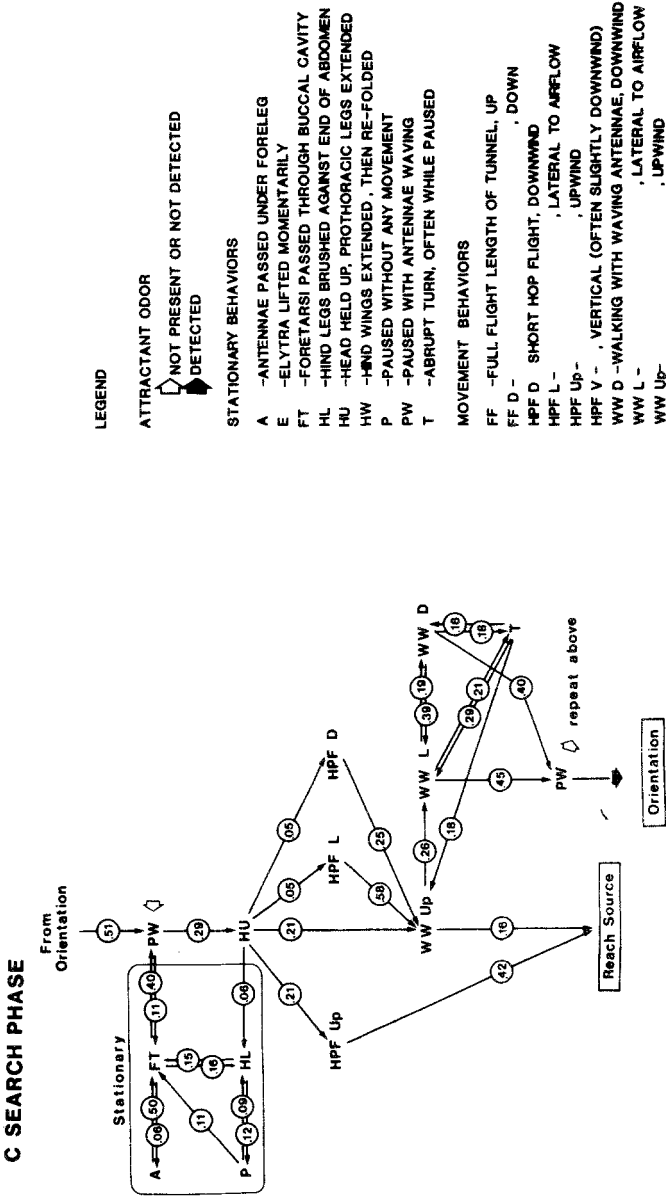 C SEARCH PHASE
From
Orientation
.51
Stationary
A .06 .50 FT .11 .40 PW
.29
.11 .15 .16
P .12 .09 HL .06 HU
.21 .21 .05 .05
HPF Up HPF L HPF D
.58 .25
WW Up .26 WW L .39 .19 WW D
.18 .29 .21 .18 .18
T
.42 .16 .45 .40
PW repeat above
Reach Source
Orientation
LEGEND
ATTRACTANT ODOR
NOT PRESENT OR NOT DETECTED
DETECTED
STATIONARY BEHAVIORS
A -ANTENNAE PASSED UNDER FORELEG
E -ELYTRA LIFTED MOMENTARILY
FT -FORETARSI PASSED THROUGH BUCCAL CAVITY
HL -HIND LEGS BRUSHED AGAINST END OF ABDOMEN
HU -HEAD HELD UP, PROTHORACIC LEGS EXTENDED
HW -HIND WINGS EXTENDED, THEN RE-FOLDED
P -PAUSED WITHOUT ANY MOVEMENT
PW -PAUSED WITH ANTENNAE WAVING
T -ABRUPT TURN, OFTEN WHILE PAUSED
MOVEMENT BEHAVIORS
FF -FULL FLIGHT LENGTH OF TUNNEL, UP
FF D - , DOWN
HPF D SHORT HOP FLIGHT, DOWNWIND
HPF L - , LATERAL TO AIRFLOW
HPF Up - , UPWIND
HPF V - , VERTICAL (OFTEN SLIGHTLY DOWNWIND)
WW D -WALKING WITH WAVING ANTENNAE, DOWNWIND
WW L - , LATERAL TO AIRFLOW
WW Up- , UPWIND